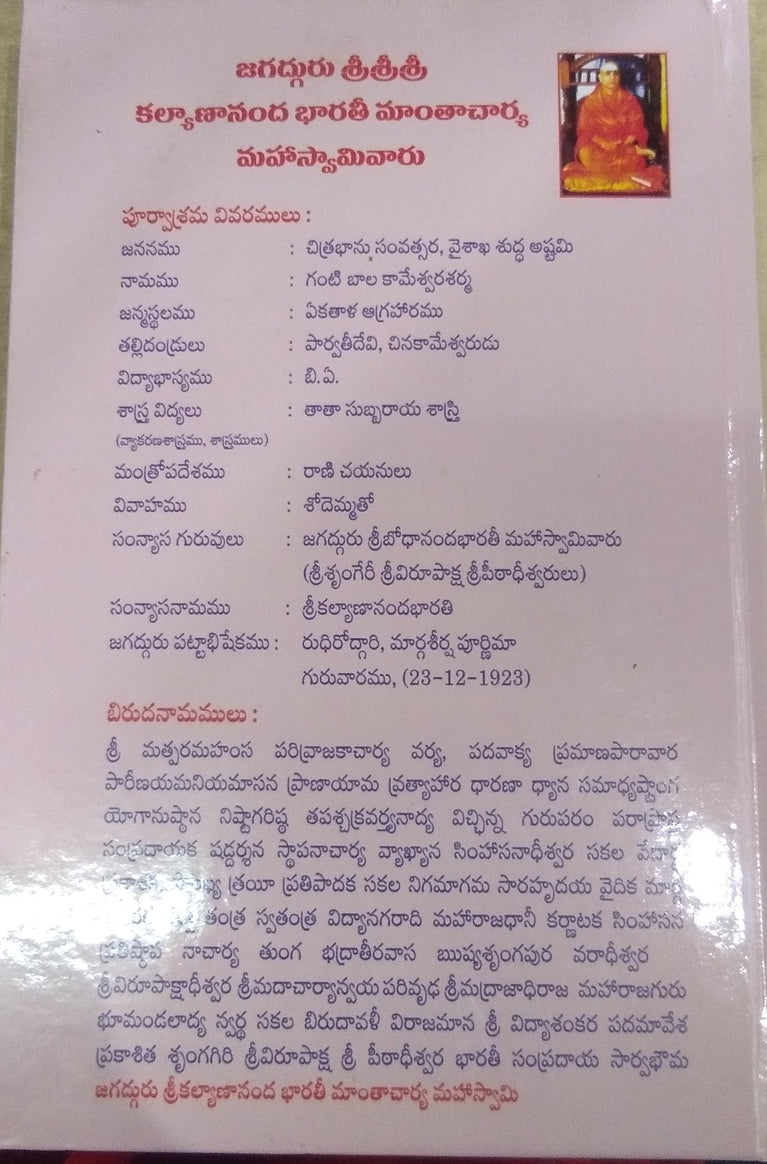 జగద్గురు శ్రీశ్రీశ్రీ
కల్యాణానంద భారతీ మాంతాచార్య
మహాస్వామివారు
పూర్వాశ్రమ వివరములు :
జననము : చిత్రభాను సంవత్సర, వైశాఖ శుద్ధ అష్టమి
నామము : గంటి బాల కామేశ్వరశర్మ
జన్మస్థలము : ఏకతాళ ఆగ్రహారము
తల్లిదండ్రులు : పార్వతీదేవి, చినకామేశ్వరుడు
విద్యాభాస్యము : బి.ఏ.
శాస్త్ర విద్యలు : తాతా సుబ్బరాయ శాస్త్రి
(వ్యాకరణశాస్త్రము, శాస్త్రములు)
మంత్రోపదేశము : రాణి చయనులు
వివాహము : శోదెమ్మతో
సంన్యాస గురువులు : జగద్గురు శ్రీబోధానందభారతీ మహాస్వామివారు
(శ్రీశృంగేరీ శ్రీవిరూపాక్ష శ్రీపీఠాధీశ్వరులు)
సంన్యాసనామము : శ్రీకల్యాణానందభారతి
జగద్గురు పట్టాభిషేకము : రుధిరోద్గారి, మార్గశీర్ష పూర్ణిమా
గురువారము, (23-12-1923)
బిరుదనామములు :
శ్రీ మత్పరమహంస పరివ్రాజకాచార్య వర్య, పదవాక్య ప్రమాణపారావార
పారీణయమనియమాసన ప్రాణాయామ ప్రత్యాహార ధారణా ధ్యాన సమాధ్యష్టాంగ
యోగానుష్ఠాన నిష్టాగరిష్ఠ తపశ్చక్రవర్త్యనాద్య విచ్ఛిన్న గురుపరం
సంప్రదాయక షడ్దర్శన స్థాపనాచార్య వ్యాఖ్యాన సింహాసనాధీశ్వర సకల
త్రయీ ప్రతిపాదక సకల నిగమాగమ సారహృదయ వైదిక
తంత్ర స్వతంత్ర విద్యానగరాది మహారాజధానీ కర్ణాటక సింహాసన
ప్రతిష్ఠాప నాచార్య తుంగ భద్రాతీరవాస ఋష్యశృంగపుర వరాధీశ్వర
శ్రీవిరూపాక్షాధీశ్వర శ్రీమదాచార్యాన్వయ పరివృఢ శ్రీమద్రాజాధిరాజ మహారాజగురు
భూమండలాద్య న్వర్థ సకల బిరుదావళీ విరాజమాన శ్రీ విద్యాశంకర పదమావేశ
ప్రకాశిత శృంగగిరి శ్రీవిరూపాక్ష శ్రీ పీఠాధీశ్వర భారతీ సంప్రదాయ సార్వభౌమ
జగద్గురు శ్రీకల్యాణానంద భారతీ మాంతాచార్య మహాస్వామి